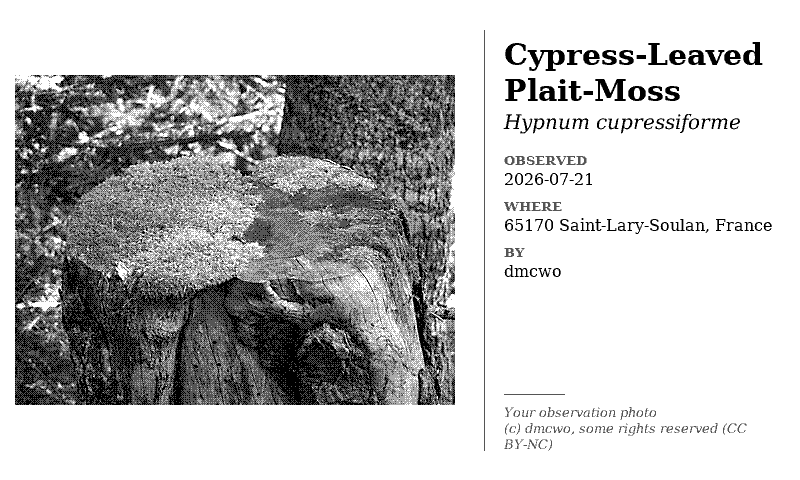 Cypress-Leaved
Plait-Moss
Hypnum cupressiforme
OBSERVED
2026-07-21
WHERE
65170 Saint-Lary-Soulan, France
BY
dmcwo
Your observation photo
(c) dmcwo, some rights reserved (CC
BY-NC)